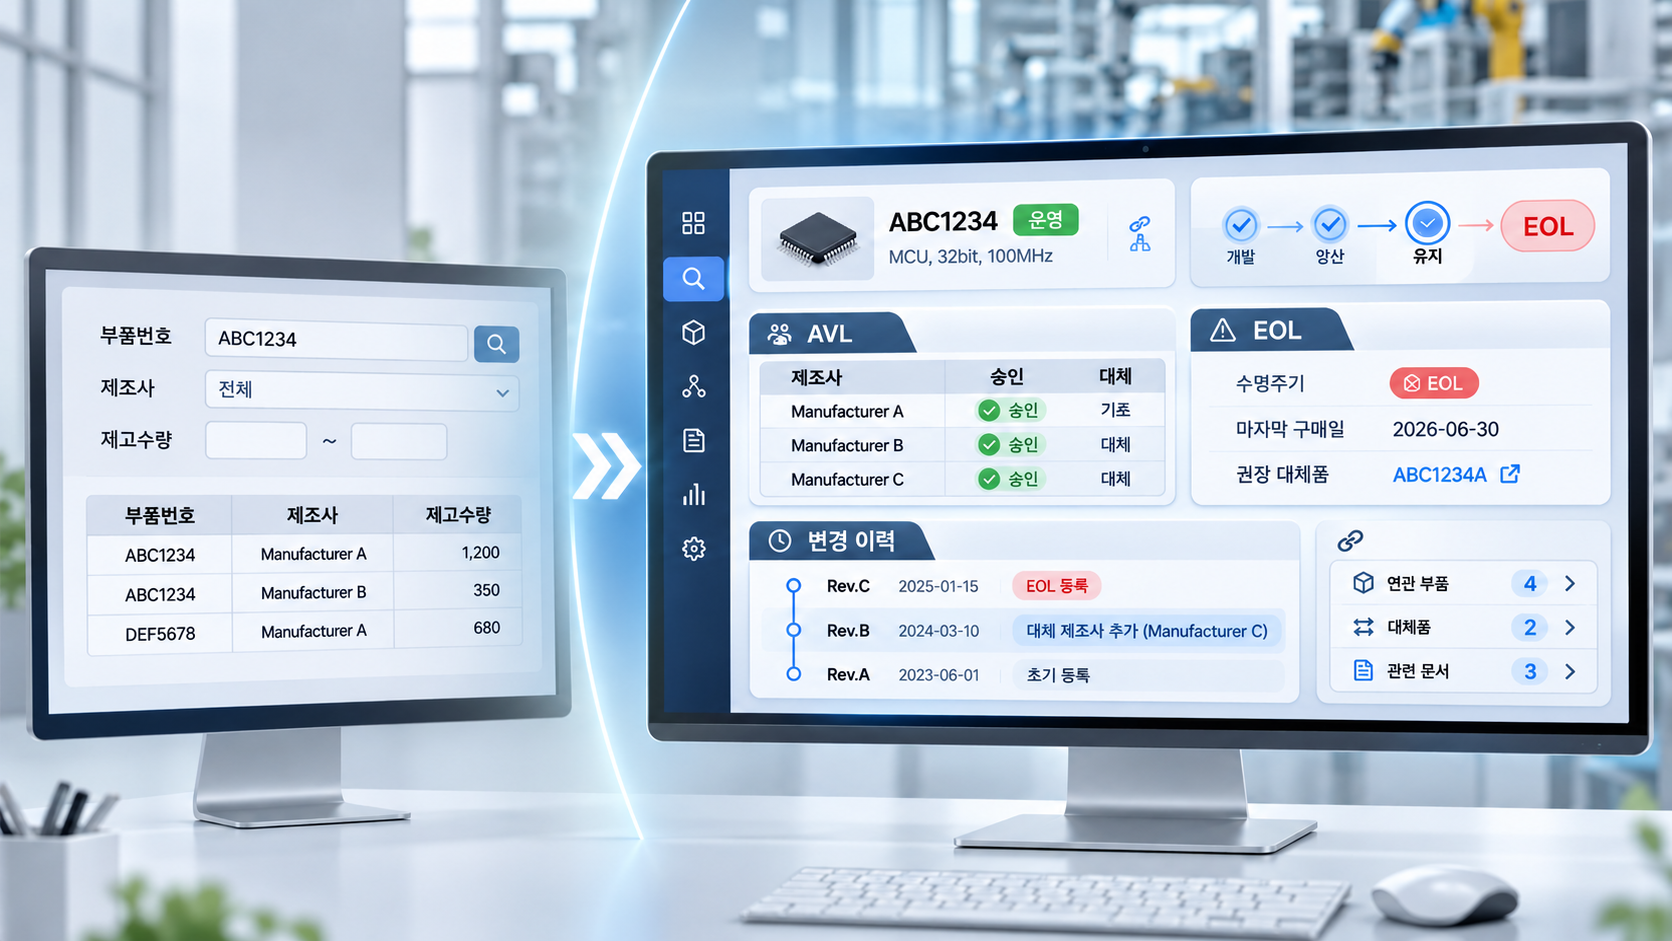 부품번호 ABC1234
제조사 전체
재고수량 ~
부품번호 제조사 재고수량
ABC1234 Manufacturer A 1,200
ABC1234 Manufacturer B 350
DEF5678 Manufacturer A 680
ABC1234 운영
MCU, 32bit, 100MHz
개발 양산 유지 EOL
AVL
제조사 승인 대체
Manufacturer A 승인 기존
Manufacturer B 승인 대체
Manufacturer C 승인 대체
EOL
수명주기 EOL
마자막 구매일 2026-06-30
권장 대체품 ABC1234A
변경 이력
Rev.C 2025-01-15 EOL 등록
Rev.B 2024-03-10 대체 제조사 추가 (Manufacturer C)
Rev.A 2023-06-01 초기 등록
연관 부품 4
대체품 2
관련 문서 3